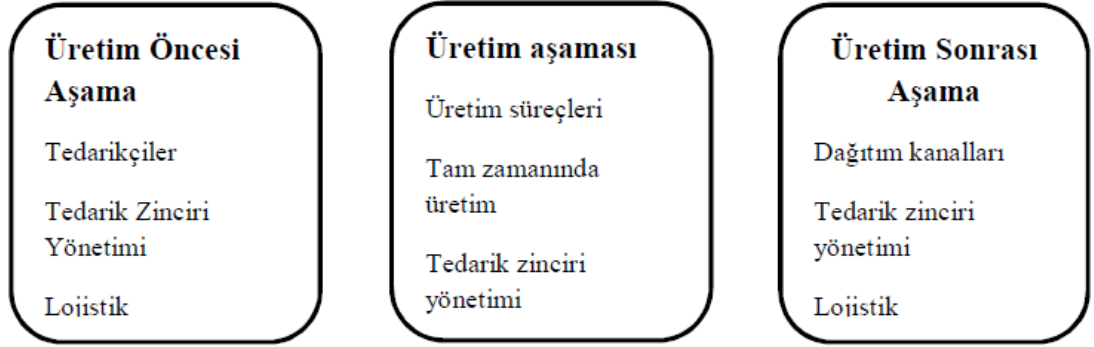 Üretim Öncesi
Aşama
Tedarikçiler
Tedarik Zinciri
Yönetimi
Lojistik
Üretim aşaması
Üretim süreçleri
Tam zamanında
üretim
Tedarik zinciri
yönetimi
Üretim Sonrası
Aşama
Dağıtım kanalları
Tedarik zinciri
yönetimi
Lojistik